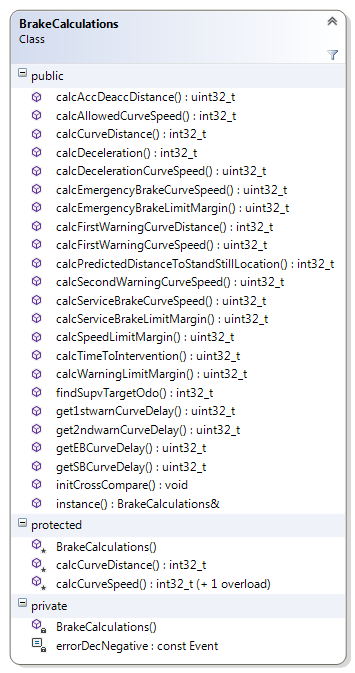 BrakeCalculations
Class
public
calcAccDeaccDistance() : uint32_t
calcAllowedCurveSpeed() : int32_t
calcCurveDistance() : int32_t
calcDeceleration() : int32_t
calcDecelerationCurveSpeed() : uint32_t
calcEmergencyBrakeCurveSpeed() : uint32_t
calcEmergencyBrakeLimitMargin() : uint32_t
calcFirstWarningCurveDistance() : int32_t
calcFirstWarningCurveSpeed() : uint32_t
calcPredictedDistanceToStandStillLocation() : int32_t
calcSecondWarningCurveSpeed() : uint32_t
calcServiceBrakeCurveSpeed() : uint32_t
calcServiceBrakeLimitMargin() : uint32_t
calcSpeedLimitMargin() : uint32_t
calcTimeToIntervention() : uint32_t
calcWarningLimitMargin() : uint32_t
findSupvTargetOdo() : int32_t
get1stwarnCurveDelay() : uint32_t
get2ndwarnCurveDelay() : uint32_t
getEBCurveDelay() : uint32_t
getSBCurveDelay() : uint32_t
initCrossCompare() : void
instance() : BrakeCalculations&
protected
BrakeCalculations()
calcCurveDistance() : int32_t
calcCurveSpeed() : int32_t (+ 1 overload)
private
BrakeCalculations()
errorDecNegative : const Event